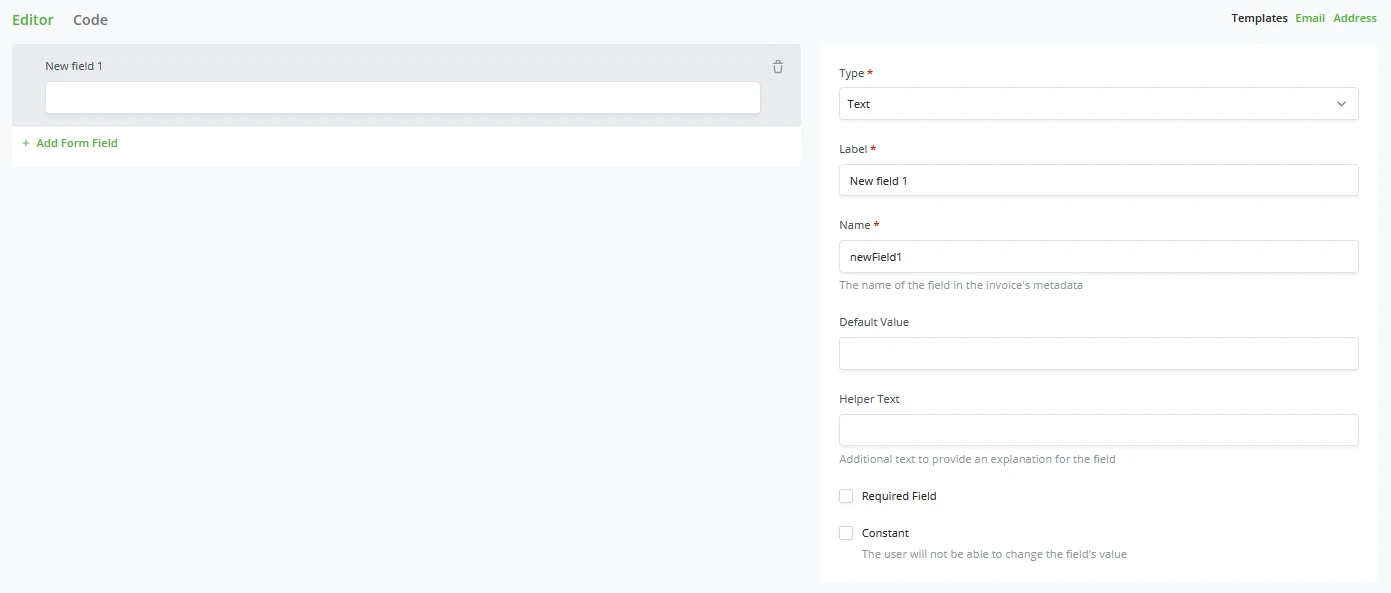 Editor Code
Templates Email Address
New field 1
+ Add Form Field
Type *
Text
Label *
New field 1
Name *
newField1
The name of the field in the invoice's metadata
Default Value
Helper Text
Additional text to provide an explanation for the field
Required Field
Constant
The user will not be able to change the field's value